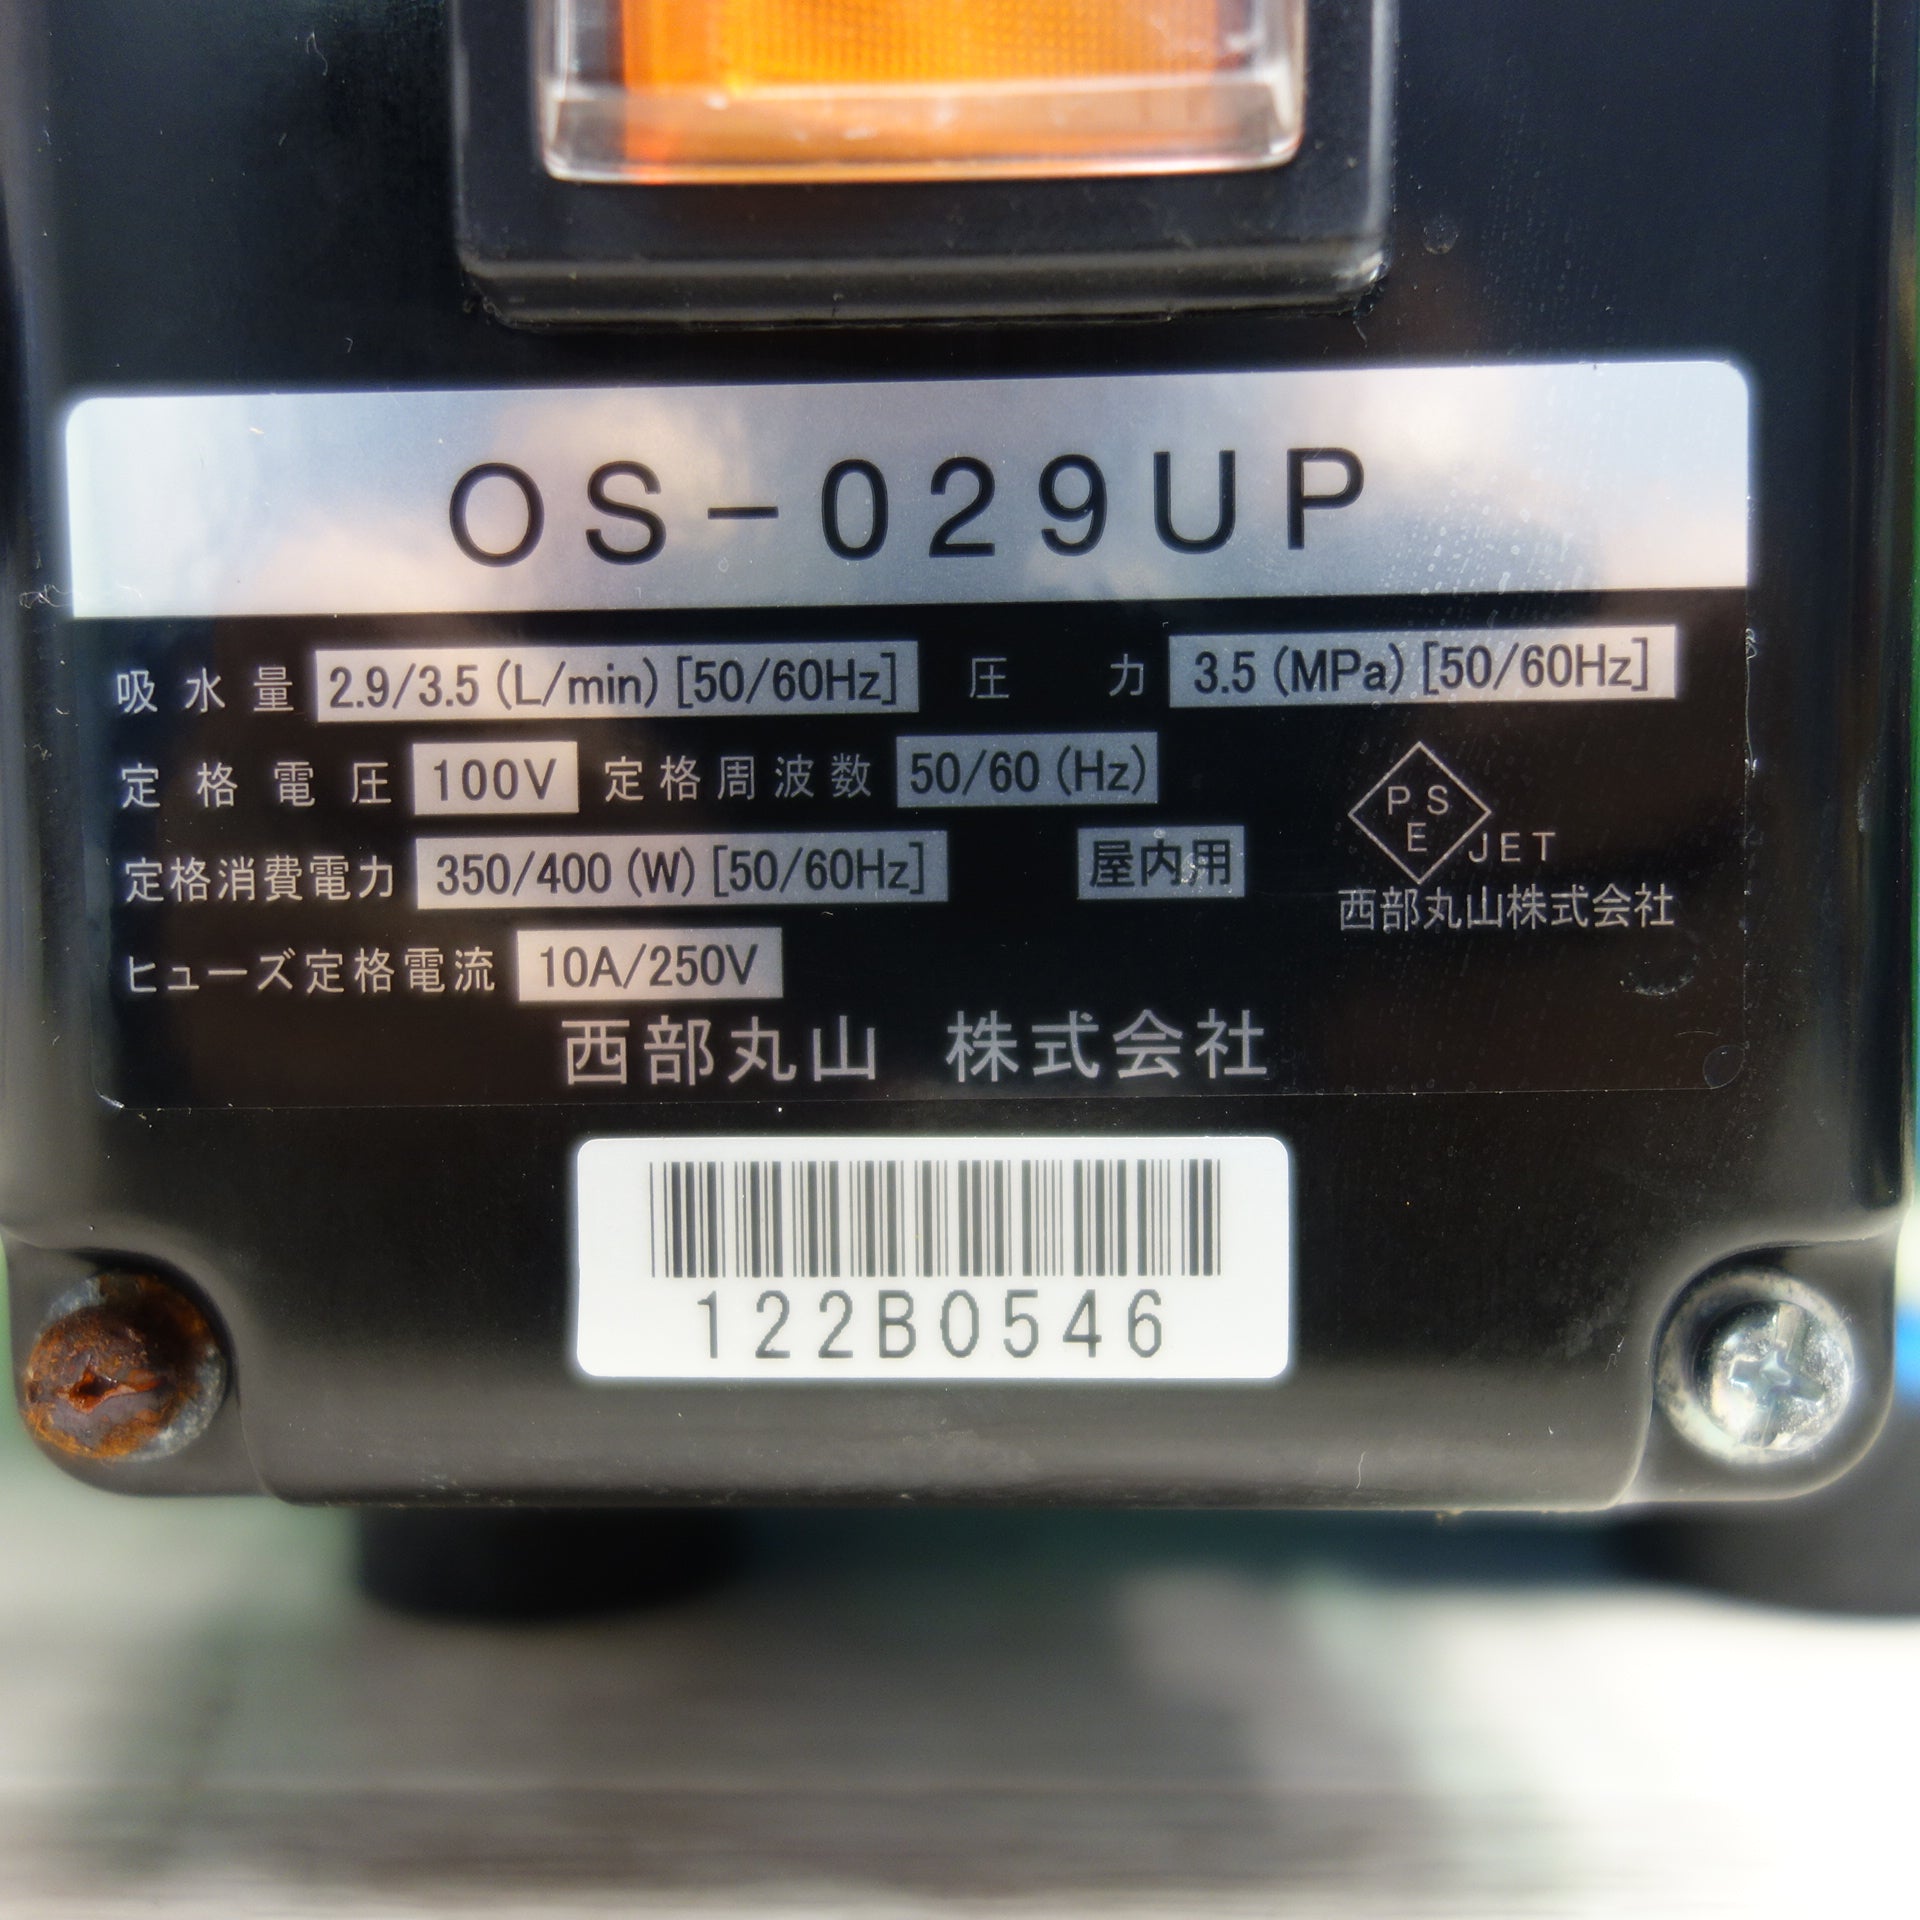 OS-029UP
吸水量 2.9/3.5 (L/min) [50/60Hz] 圧力 3.5 (MPa) [50/60Hz]
定格電圧 100V 定格周波数 50/60 (Hz)
PSE JET
定格消費電力 350/400 (W) [50/60Hz] 屋内用
西部丸山株式会社
ヒューズ定格電流 10A/250V
西部丸山 株式会社
122B0546